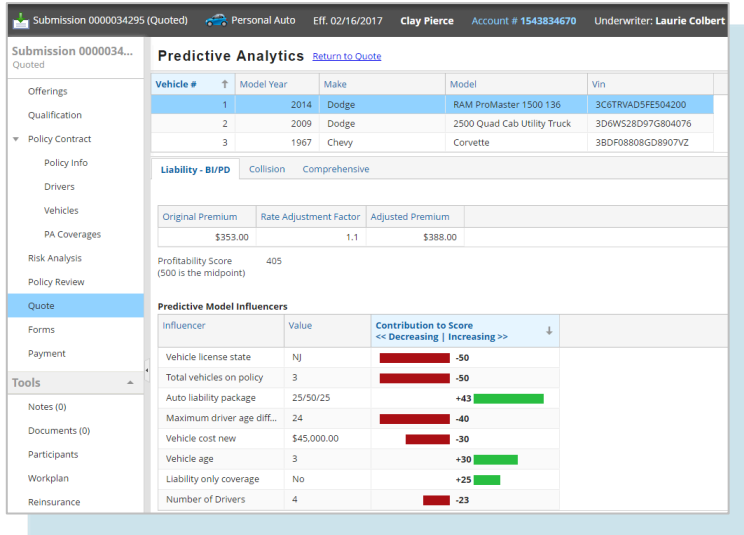 Submission 0000034295 (Quoted) Personal Auto Eff. 02/16/2017 Clay Pierce Account # 1543834670 Underwriter: Laurie Colbert
Submission 0000034...
Quoted
Offerings
Qualification
Policy Contract
Policy Info
Drivers
Vehicles
PA Coverages
Risk Analysis
Policy Review
Quote
Forms
Payment
Tools
Notes (0)
Documents (0)
Participants
Workplan
Reinsurance
Predictive Analytics Return to Quote
Vehicle # ↑ Model Year Make Model Vin
1 2014 Dodge RAM ProMaster 1500 136 3C6TRVAD5FE504200
2 2009 Dodge 2500 Quad Cab Utility Truck 3D6WS28D97G804076
3 1967 Chevy Corvette 3BDF08808GD8907VZ
Liability - BI/PD Collision Comprehensive
Original Premium Rate Adjustment Factor Adjusted Premium
$353.00 1.1 $388.00
Profitability Score 405
(500 is the midpoint)
Predictive Model Influencers
Influencer Value Contribution to Score
<< Decreasing | Increasing >> ↓
Vehicle license state NJ -50
Total vehicles on policy 3 -50
Auto liability package 25/50/25 +43
Maximum driver age diff... 24 -40
Vehicle cost new $45,000.00 -30
Vehicle age 3 +30
Liability only coverage No +25
Number of Drivers 4 -23